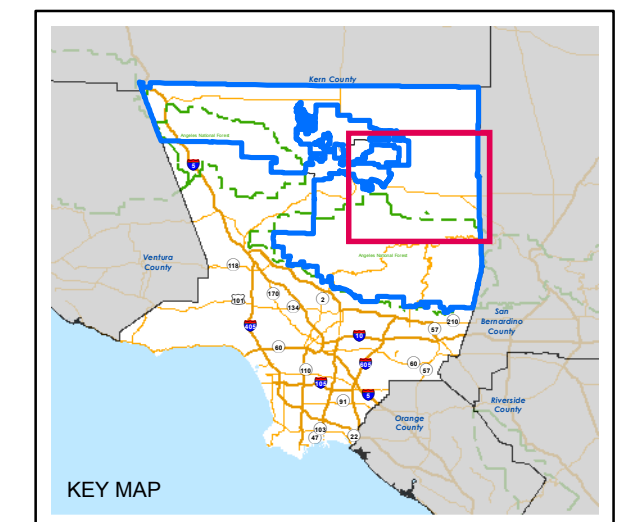 Kern County
Angeles National Forest
5
Angeles National Forest
Ventura
County
118
170
101
134
2
San
Bernardino
County
210
57
405
10
60
605
60
57
110
105
5
Riverside
County
91
Orange
County
103
47
22
KEY MAP